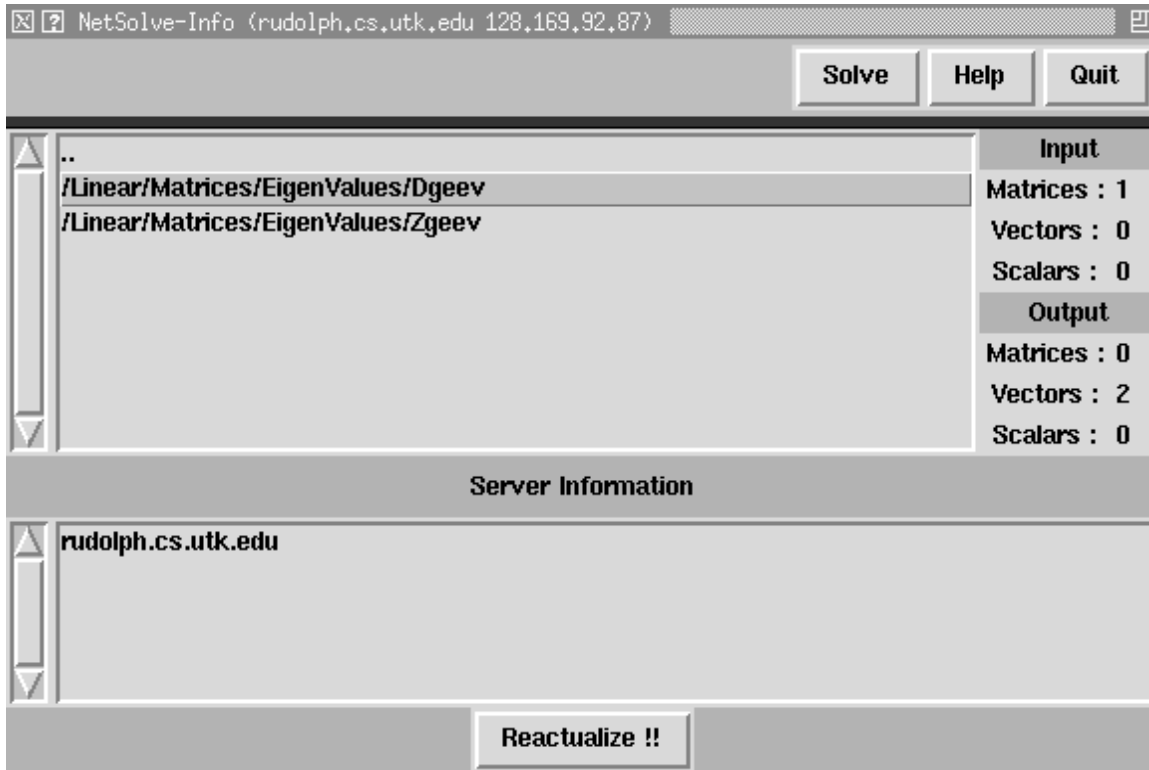 NetSolve-Info (rudolph.cs.utk.edu 128.169.92.87)
Solve Help Quit
..
/Linear/Matrices/EigenValues/Dgeev
/Linear/Matrices/EigenValues/Zgeev
Input
Matrices : 1
Vectors : 0
Scalars : 0
Output
Matrices : 0
Vectors : 2
Scalars : 0
Server Information
rudolph.cs.utk.edu
Reactualize !!